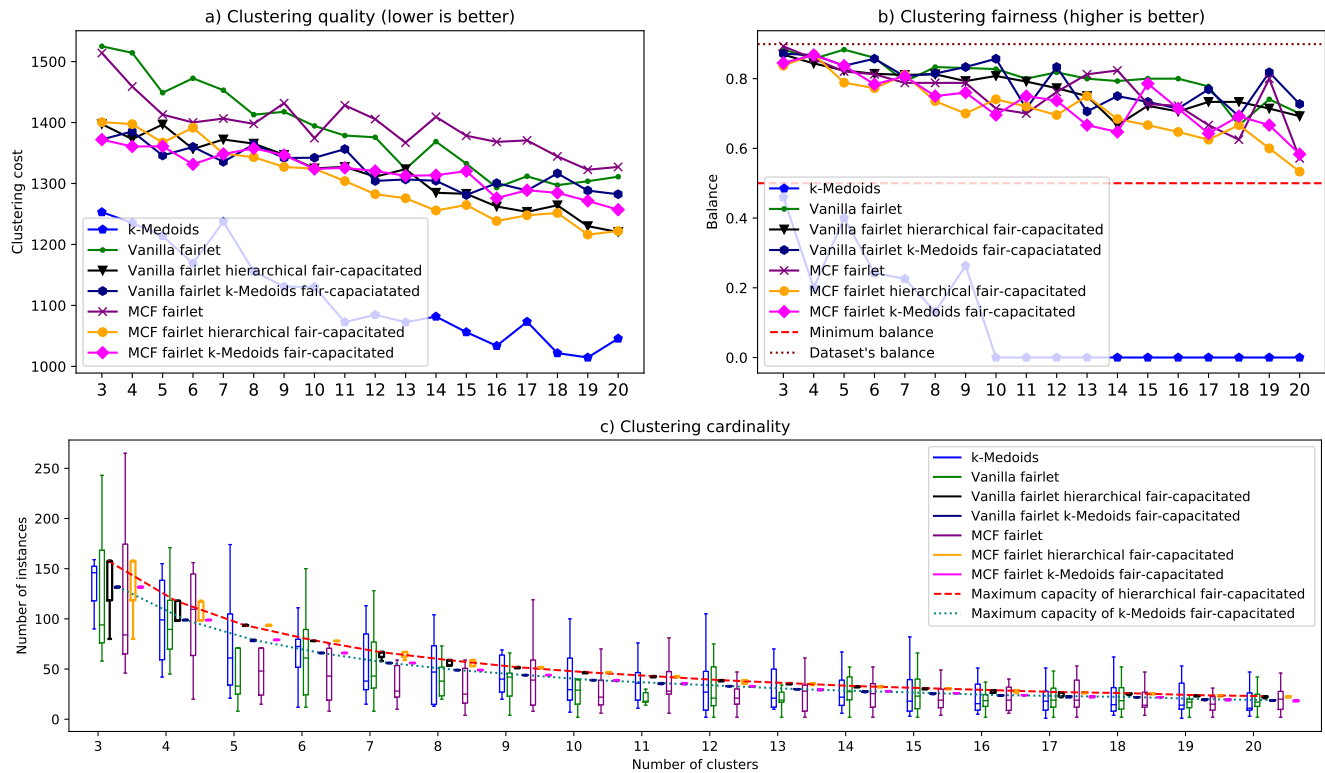 a) Clustering quality (lower is better)
Clustering cost
1500
1400
1300
1200
1100
1000
k-Medoids
Vanilla fairlet
Vanilla fairlet hierarchical fair-capacitated
Vanilla fairlet k-Medoids fair-capaciatated
MCF fairlet
MCF fairlet hierarchical fair-capacitated
MCF fairlet k-Medoids fair-capacitated
3 4 5 6 7 8 9 10 11 12 13 14 15 16 17 18 19 20
b) Clustering fairness (higher is better)
Balance
0.8
0.6
0.4
0.2
0.0
k-Medoids
Vanilla fairlet
Vanilla fairlet hierarchical fair-capacitated
Vanilla fairlet k-Medoids fair-capaciatated
MCF fairlet
MCF fairlet hierarchical fair-capacitated
MCF fairlet k-Medoids fair-capacitated
Minimum balance
Dataset's balance
3 4 5 6 7 8 9 10 11 12 13 14 15 16 17 18 19 20
c) Clustering cardinality
Number of instances
250
200
150
100
50
0
k-Medoids
Vanilla fairlet
Vanilla fairlet hierarchical fair-capacitated
Vanilla fairlet k-Medoids fair-capacitated
MCF fairlet
MCF fairlet hierarchical fair-capacitated
MCF fairlet k-Medoids fair-capacitated
Maximum capacity of hierarchical fair-capacitated
Maximum capacity of k-Medoids fair-capacitated
3 4 5 6 7 8 9 10 11 12 13 14 15 16 17 18 19 20
Number of clusters